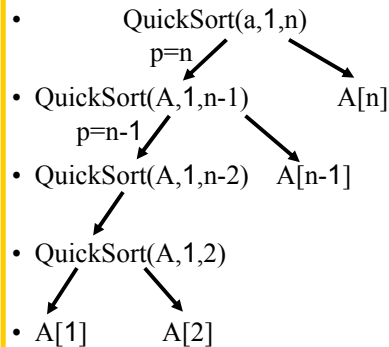 • QuickSort(a,1,n)
p=n
• QuickSort(A,1,n-1) A[n]
p=n-1
• QuickSort(A,1,n-2) A[n-1]
• QuickSort(A,1,2)
• A[1] A[2]